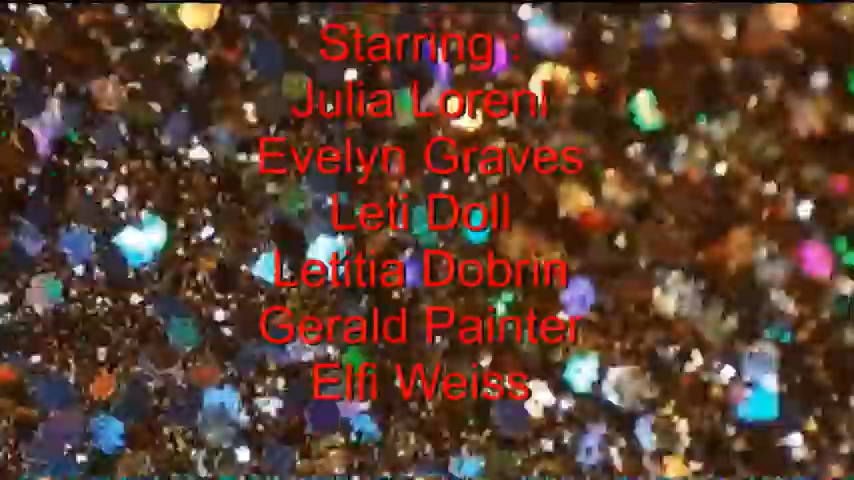 Starring :
Julia Loreni
Evelyn Graves
Leti Doll
Letitia Dobrin
Gerald Painter
Elfi Weiss